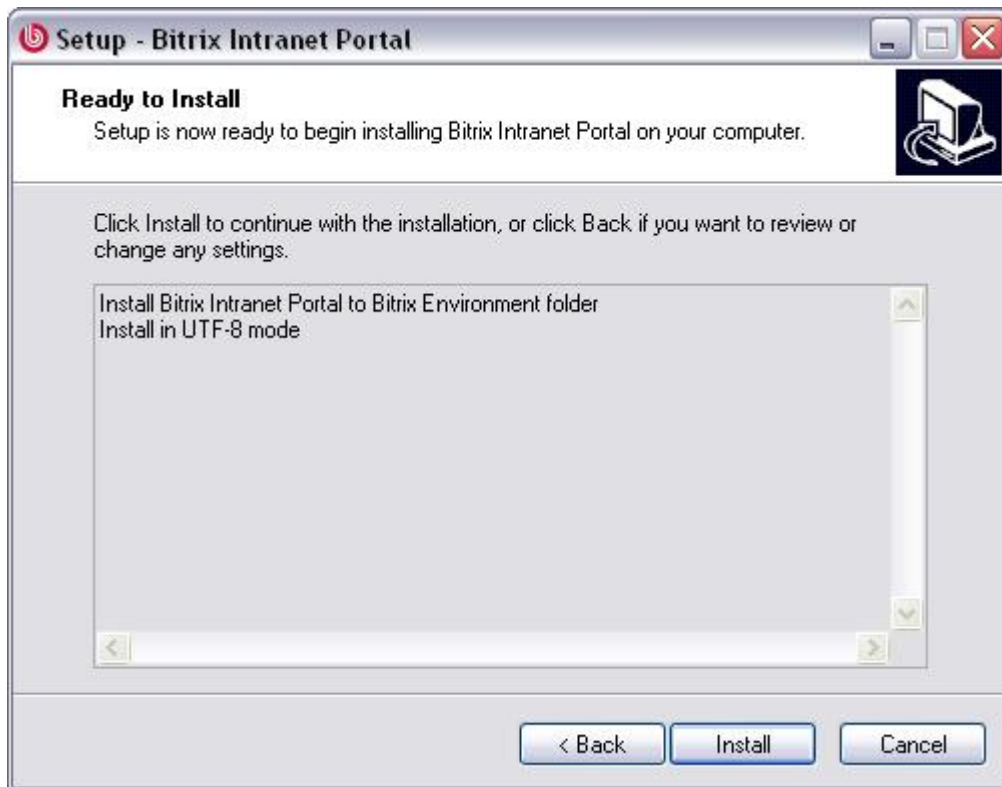 Setup - Bitrix Intranet Portal
Ready to Install
Setup is now ready to begin installing Bitrix Intranet Portal on your computer.
Click Install to continue with the installation, or click Back if you want to review or
change any settings.
Install Bitrix Intranet Portal to Bitrix Environment folder
Install in UTF-8 mode
< Back Install Cancel